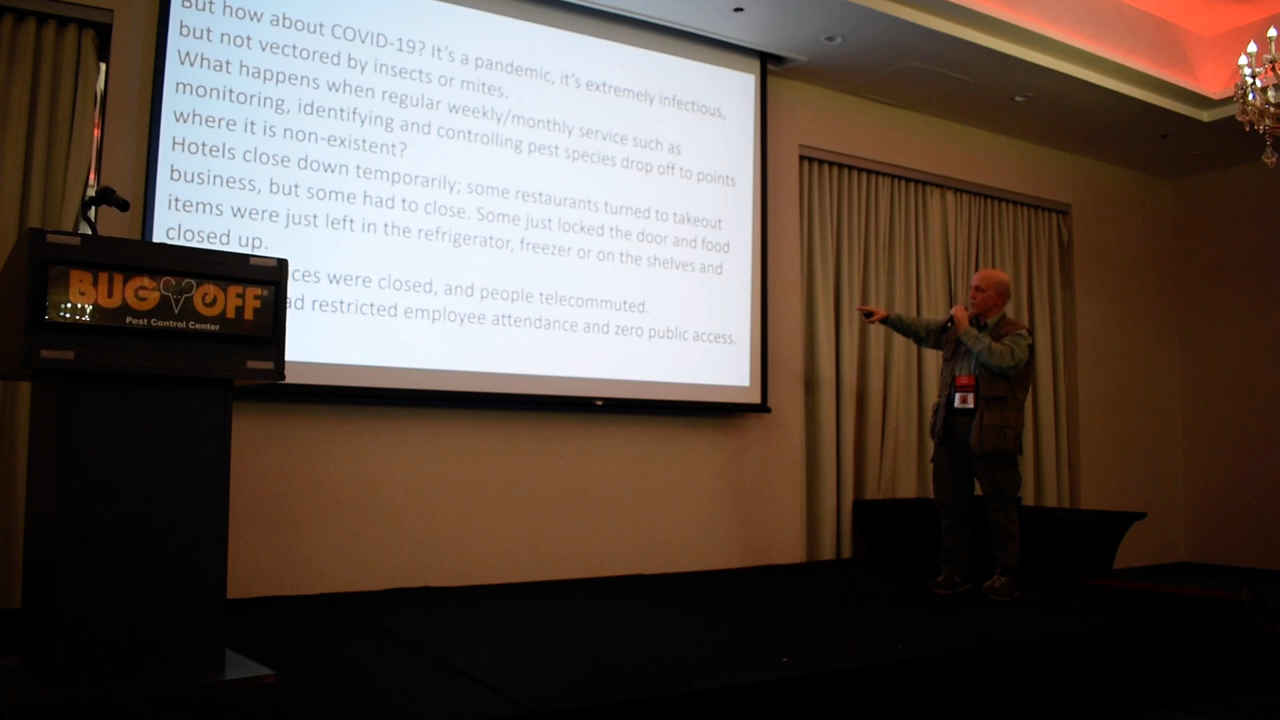 But how about COVID-19? It's a pandemic, it's extremely infectious,
but not vectored by insects or mites.
What happens when regular weekly/monthly service such as
monitoring, identifying and controlling pest species drop off to points
where it is non-existent?
Hotels close down temporarily; some restaurants turned to takeout
business, but some had to close. Some just locked the door and food
items were just left in the refrigerator, freezer or on the shelves and
closed up.
ces were closed, and people telecommuted.
ad restricted employee attendance and zero public access.
BUG OFF
Pest Control Center